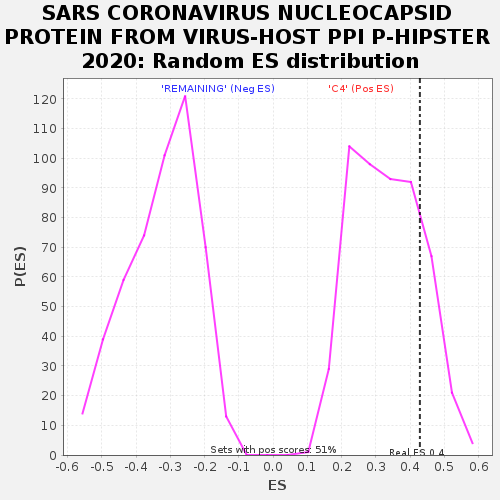 SARS CORONAVIRUS NUCLEOCAPSID
PROTEIN FROM VIRUS-HOST PPI P-HIPSTER
2020: Random ES distribution
'REMAINING' (Neg ES) 'C4' (Pos ES)
120
110
100
90
80
70
60
50
40
30
20
10
0
P(ES)
Sets with pos scores: 51%
Real ES 0.4
-0.6 -0.5 -0.4 -0.3 -0.2 -0.1 0.0 0.1 0.2 0.3 0.4 0.5 0.6
ES